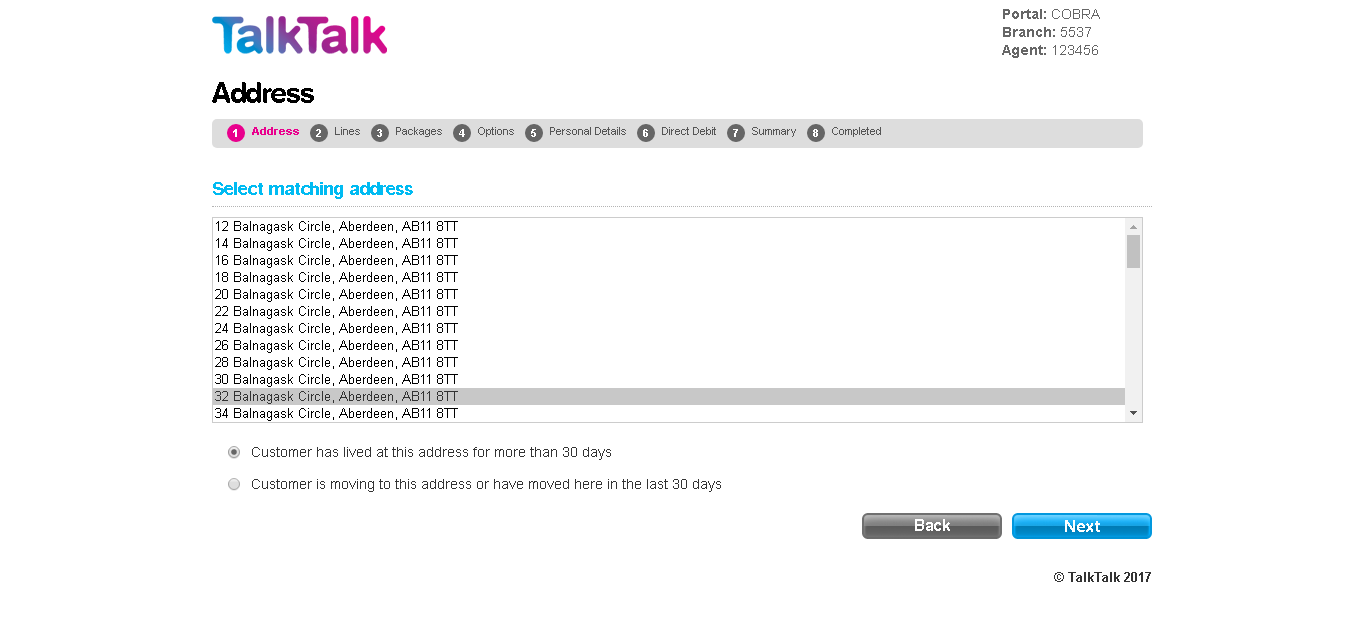 TalkTalk
Portal: COBRA
Branch: 5537
Agent: 123456
Address
1 Address 2 Lines 3 Packages 4 Options 5 Personal Details 6 Direct Debit 7 Summary 8 Completed
Select matching address
12 Balnagask Circle, Aberdeen, AB11 8TT
14 Balnagask Circle, Aberdeen, AB11 8TT
16 Balnagask Circle, Aberdeen, AB11 8TT
18 Balnagask Circle, Aberdeen, AB11 8TT
20 Balnagask Circle, Aberdeen, AB11 8TT
22 Balnagask Circle, Aberdeen, AB11 8TT
24 Balnagask Circle, Aberdeen, AB11 8TT
26 Balnagask Circle, Aberdeen, AB11 8TT
28 Balnagask Circle, Aberdeen, AB11 8TT
30 Balnagask Circle, Aberdeen, AB11 8TT
32 Balnagask Circle, Aberdeen, AB11 8TT
34 Balnagask Circle, Aberdeen, AB11 8TT
Customer has lived at this address for more than 30 days
Customer is moving to this address or have moved here in the last 30 days
Back Next
© TalkTalk 2017